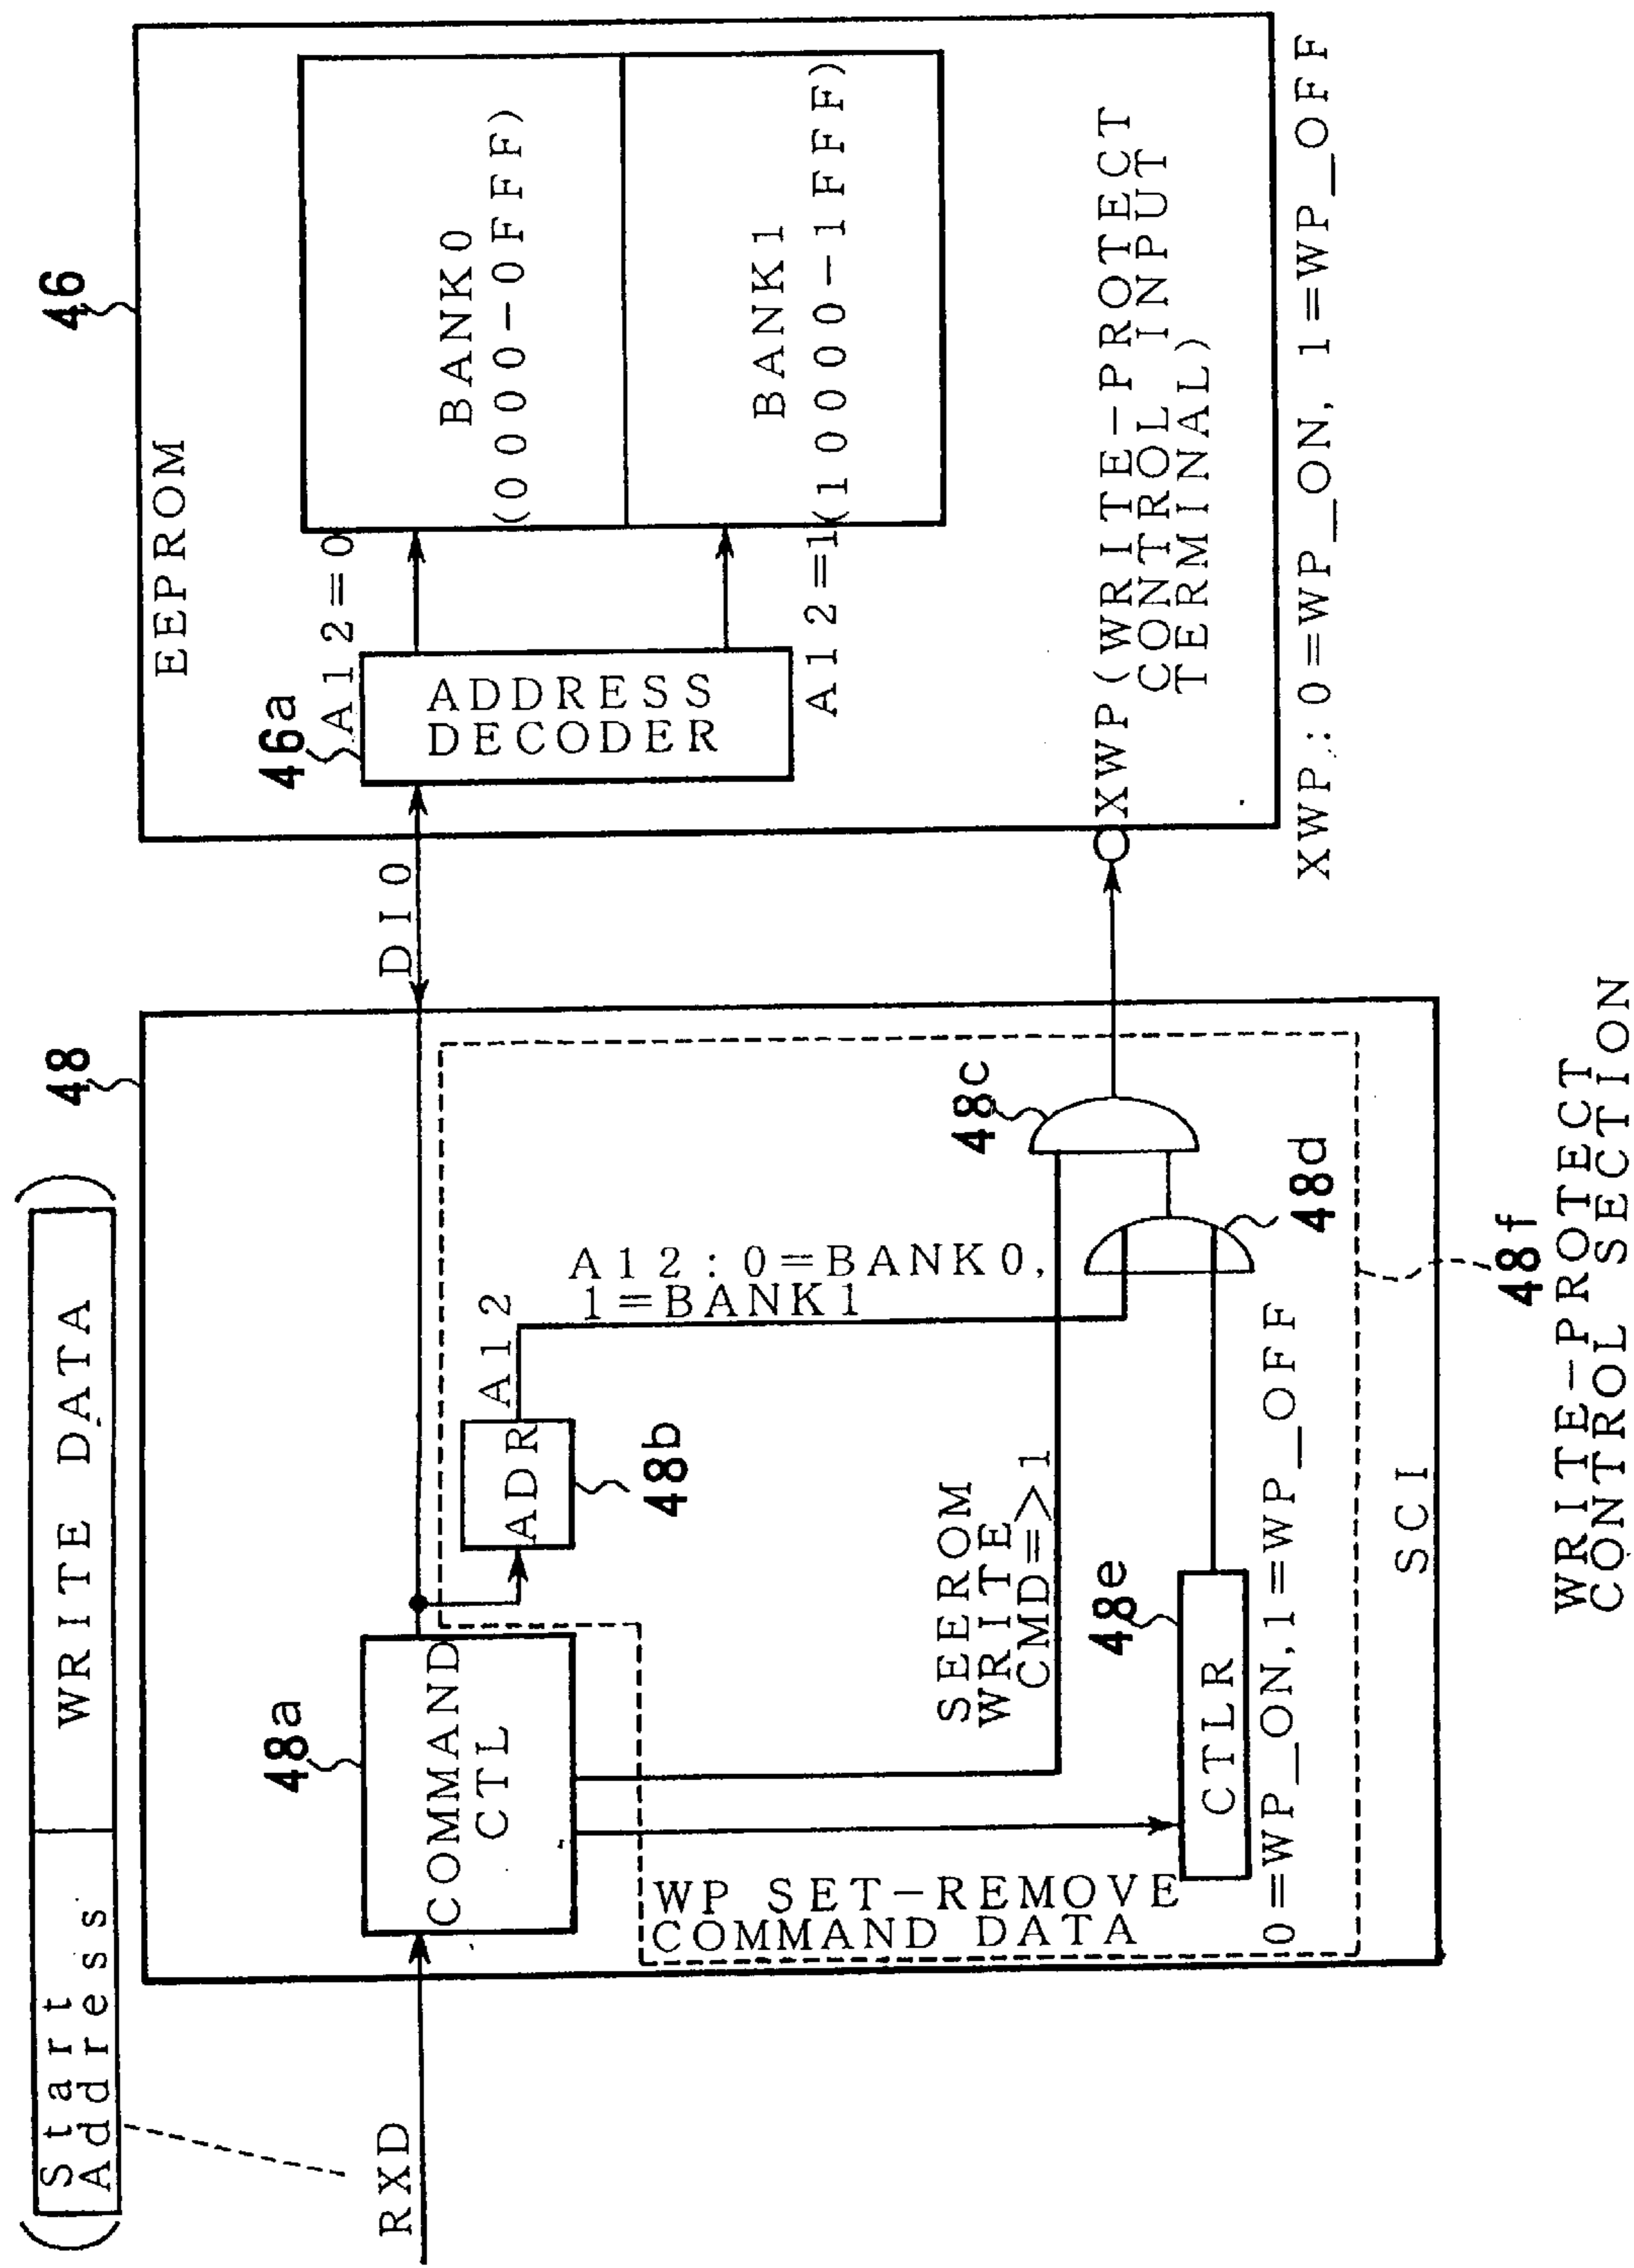 (Start
Address
WRITE DATA)
RXD
48
48a
COMMAND
CTL
ADR
48b
A12
A12:0=BANK0,
1=BANK1
SEEROM
WRITE
CMD=>1
48c
48d
48e
CTLR
WP SET-REMOVE
COMMAND DATA
0=WP_ON,1=WP_OFF
SCI
48f
WRITE-PROTECT
CONTROL SECTION
DIO
46
EEPROM
46a
A12=0
ADDRESS
DECODER
A12=1
BANK0
(0000-0FFF)
BANK1
(10000-1FFF)
XWP(WRITE-PROTECT
CONTROL INPUT
TERMINAL)
XWP:0=WP_ON, 1=WP_OFF